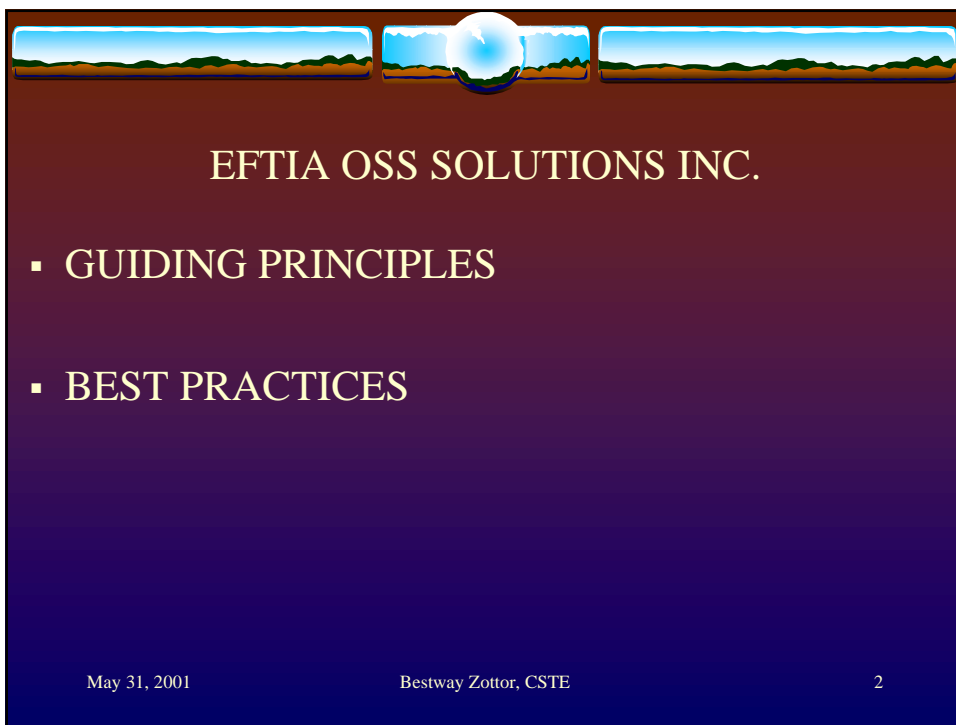 EFTIA OSS SOLUTIONS INC.
▪ GUIDING PRINCIPLES
▪ BEST PRACTICES
May 31, 2001 Bestway Zottor, CSTE 2